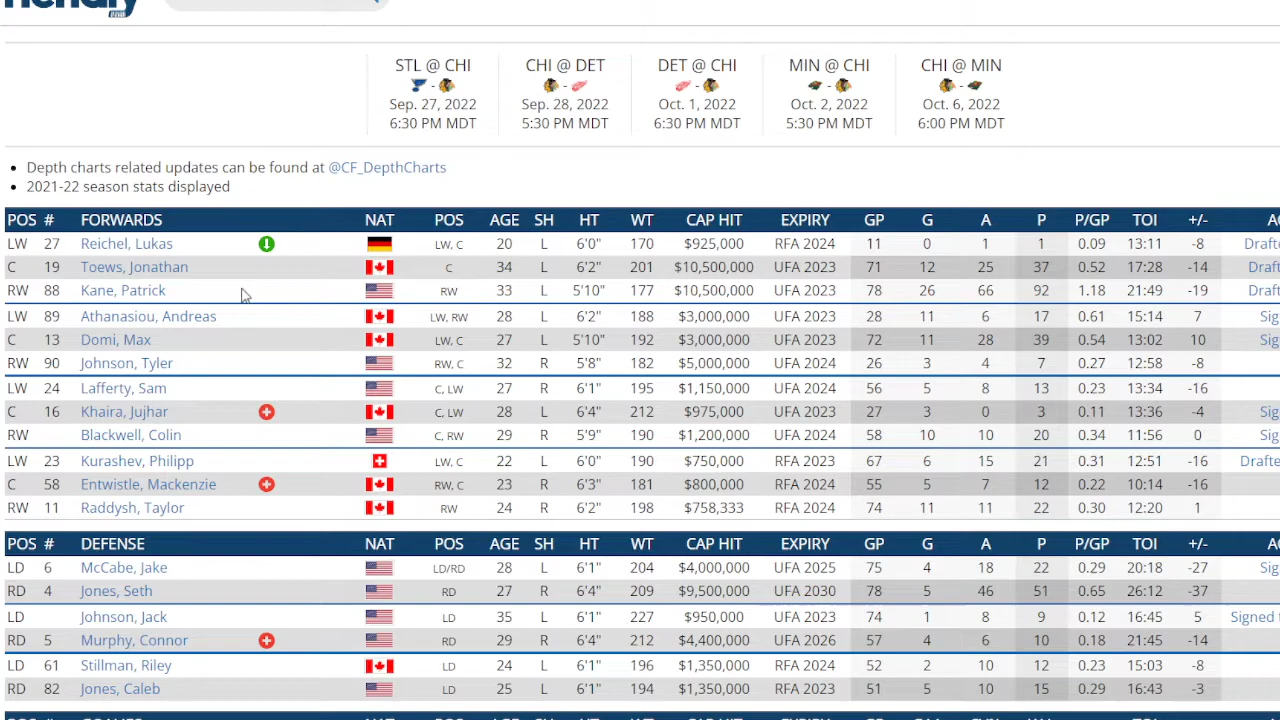 STL @ CHI CHI @ DET DET @ CHI MIN @ CHI CHI @ MIN
- - - - -
Sep. 27, 2022 Sep. 28, 2022 Oct. 1, 2022 Oct. 2, 2022 Oct. 6, 2022
6:30 PM MDT 5:30 PM MDT 6:30 PM MDT 5:30 PM MDT 6:00 PM MDT
• Depth charts related updates can be found at @CF_DepthCharts
• 2021-22 season stats displayed
POS # FORWARDS NAT POS AGE SH HT WT CAP HIT EXPIRY GP G A P P/GP TOI +/-
LW 27 Reichel, Lukas LW, C 20 L 6'0" 170 $925,000 RFA 2024 11 0 1 1 0.09 13:11 -8 Drafte
C 19 Toews, Jonathan C 34 L 6'2" 201 $10,500,000 UFA 2023 71 12 25 37 0.52 17:28 -14 Draft
RW 88 Kane, Patrick RW 33 L 5'10" 177 $10,500,000 UFA 2023 78 26 66 92 1.18 21:49 -19 Draft
LW 89 Athanasiou, Andreas LW, RW 28 L 6'2" 188 $3,000,000 UFA 2023 28 11 6 17 0.61 15:14 7 Sig
C 13 Domi, Max LW, C 27 L 5'10" 192 $3,000,000 UFA 2023 72 11 28 39 0.54 13:02 10 Sig
RW 90 Johnson, Tyler RW, C 32 R 5'8" 182 $5,000,000 UFA 2024 26 3 4 7 0.27 12:58 -8
LW 24 Lafferty, Sam C, LW 27 R 6'1" 195 $1,150,000 UFA 2024 56 5 8 13 0.23 13:34 -16
C 16 Khaira, Jujhar C, LW 28 L 6'4" 212 $975,000 UFA 2023 27 3 0 3 0.11 13:36 -4 Sig
RW Blackwell, Colin C, RW 29 R 5'9" 190 $1,200,000 UFA 2024 58 10 10 20 0.34 11:56 0 Sig
LW 23 Kurashev, Philipp LW, C 22 L 6'0" 190 $750,000 RFA 2023 67 6 15 21 0.31 12:51 -16 Drafte
C 58 Entwistle, Mackenzie RW, C 23 R 6'3" 181 $800,000 RFA 2024 55 5 7 12 0.22 10:14 -16
RW 11 Raddysh, Taylor RW 24 R 6'2" 198 $758,333 RFA 2024 74 11 11 22 0.30 12:20 1
POS # DEFENSE NAT POS AGE SH HT WT CAP HIT EXPIRY GP G A P P/GP TOI +/-
LD 6 McCabe, Jake LD/RD 28 L 6'1" 204 $4,000,000 UFA 2025 75 4 18 22 0.29 20:18 -27 Sig
RD 4 Jones, Seth RD 27 R 6'4" 209 $9,500,000 UFA 2030 78 5 46 51 0.65 26:12 -37
LD Johnson, Jack LD 35 L 6'1" 227 $950,000 UFA 2023 74 1 8 9 0.12 16:45 5 Signed
RD 5 Murphy, Connor RD 29 R 6'4" 212 $4,400,000 UFA2026 57 4 6 10 0.18 21:45 -14
LD 61 Stillman, Riley LD 24 L 6'1" 196 $1,350,000 RFA 2024 52 2 10 12 0.23 15:03 -8
RD 82 Jones, Caleb LD 25 L 6'1" 194 $1,350,000 RFA 2023 51 5 10 15 0.29 16:43 -3